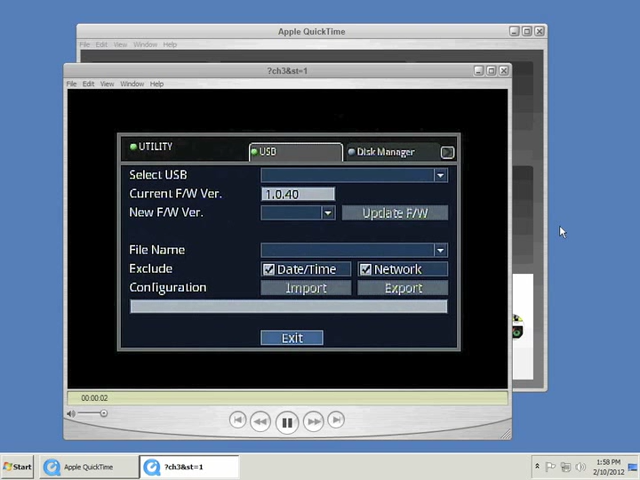 Apple QuickTime
File Edit View Window Help
?ch3&st=1
File Edit View Window Help
UTILITY
USB
Disk Manager
Select USB
Current F/W Ver.
1.0.40
New F/W Ver.
Update F/W
File Name
Exclude
Date/Time
Network
Configuration
Import
Export
Exit
00:00:02
Start
Apple QuickTime
?ch3&st=1
1:58 PM
2/10/2012